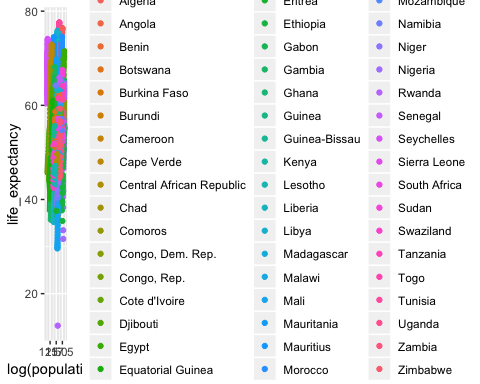 80
60
40
20
life_expectancy
log(populati
Algeria
Angola
Benin
Botswana
Burkina Faso
Burundi
Cameroon
Cape Verde
Central African Republic
Chad
Comoros
Congo, Dem. Rep.
Congo, Rep.
Cote d'Ivoire
Djibouti
Egypt
Equatorial Guinea
Eritrea
Ethiopia
Gabon
Gambia
Ghana
Guinea
Guinea-Bissau
Kenya
Lesotho
Liberia
Libya
Madagascar
Malawi
Mali
Mauritania
Mauritius
Morocco
Mozambique
Namibia
Niger
Nigeria
Rwanda
Senegal
Seychelles
Sierra Leone
South Africa
Sudan
Swaziland
Tanzania
Togo
Tunisia
Uganda
Zambia
Zimbabwe